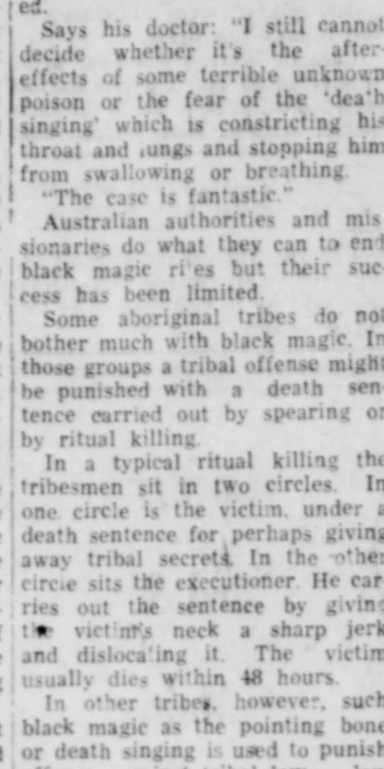 ed.
Says his doctor: "I still cannot
decide whether it's the after-
effects of some terrible unknown
poison or the fear of the 'dea'h
singing' which is constricting his
throat and lungs and stopping him
from swallowing or breathing.
"The case is fantastic."
Australian authorities and mis-
sionaries do what they can to end
black magic ri'es but their suc-
cess has been limited.
Some aboriginal tribes do not
bother much with black magic. In
those groups a tribal offense might
be punished with a death sen-
tence carried out by spearing or
by ritual killing.
In a typical ritual killing the
tribesmen sit in two circles. In
one circle is the victim, under a
death sentence for perhaps giving
away tribal secrets. In the other
circle sits the executioner. He car-
ries out the sentence by giving
the victim's neck a sharp jerk
and disloca'ing it. The victim
usually dies within 48 hours.
In other tribes, however, such
black magic as the pointing bone
or death singing is used to punish